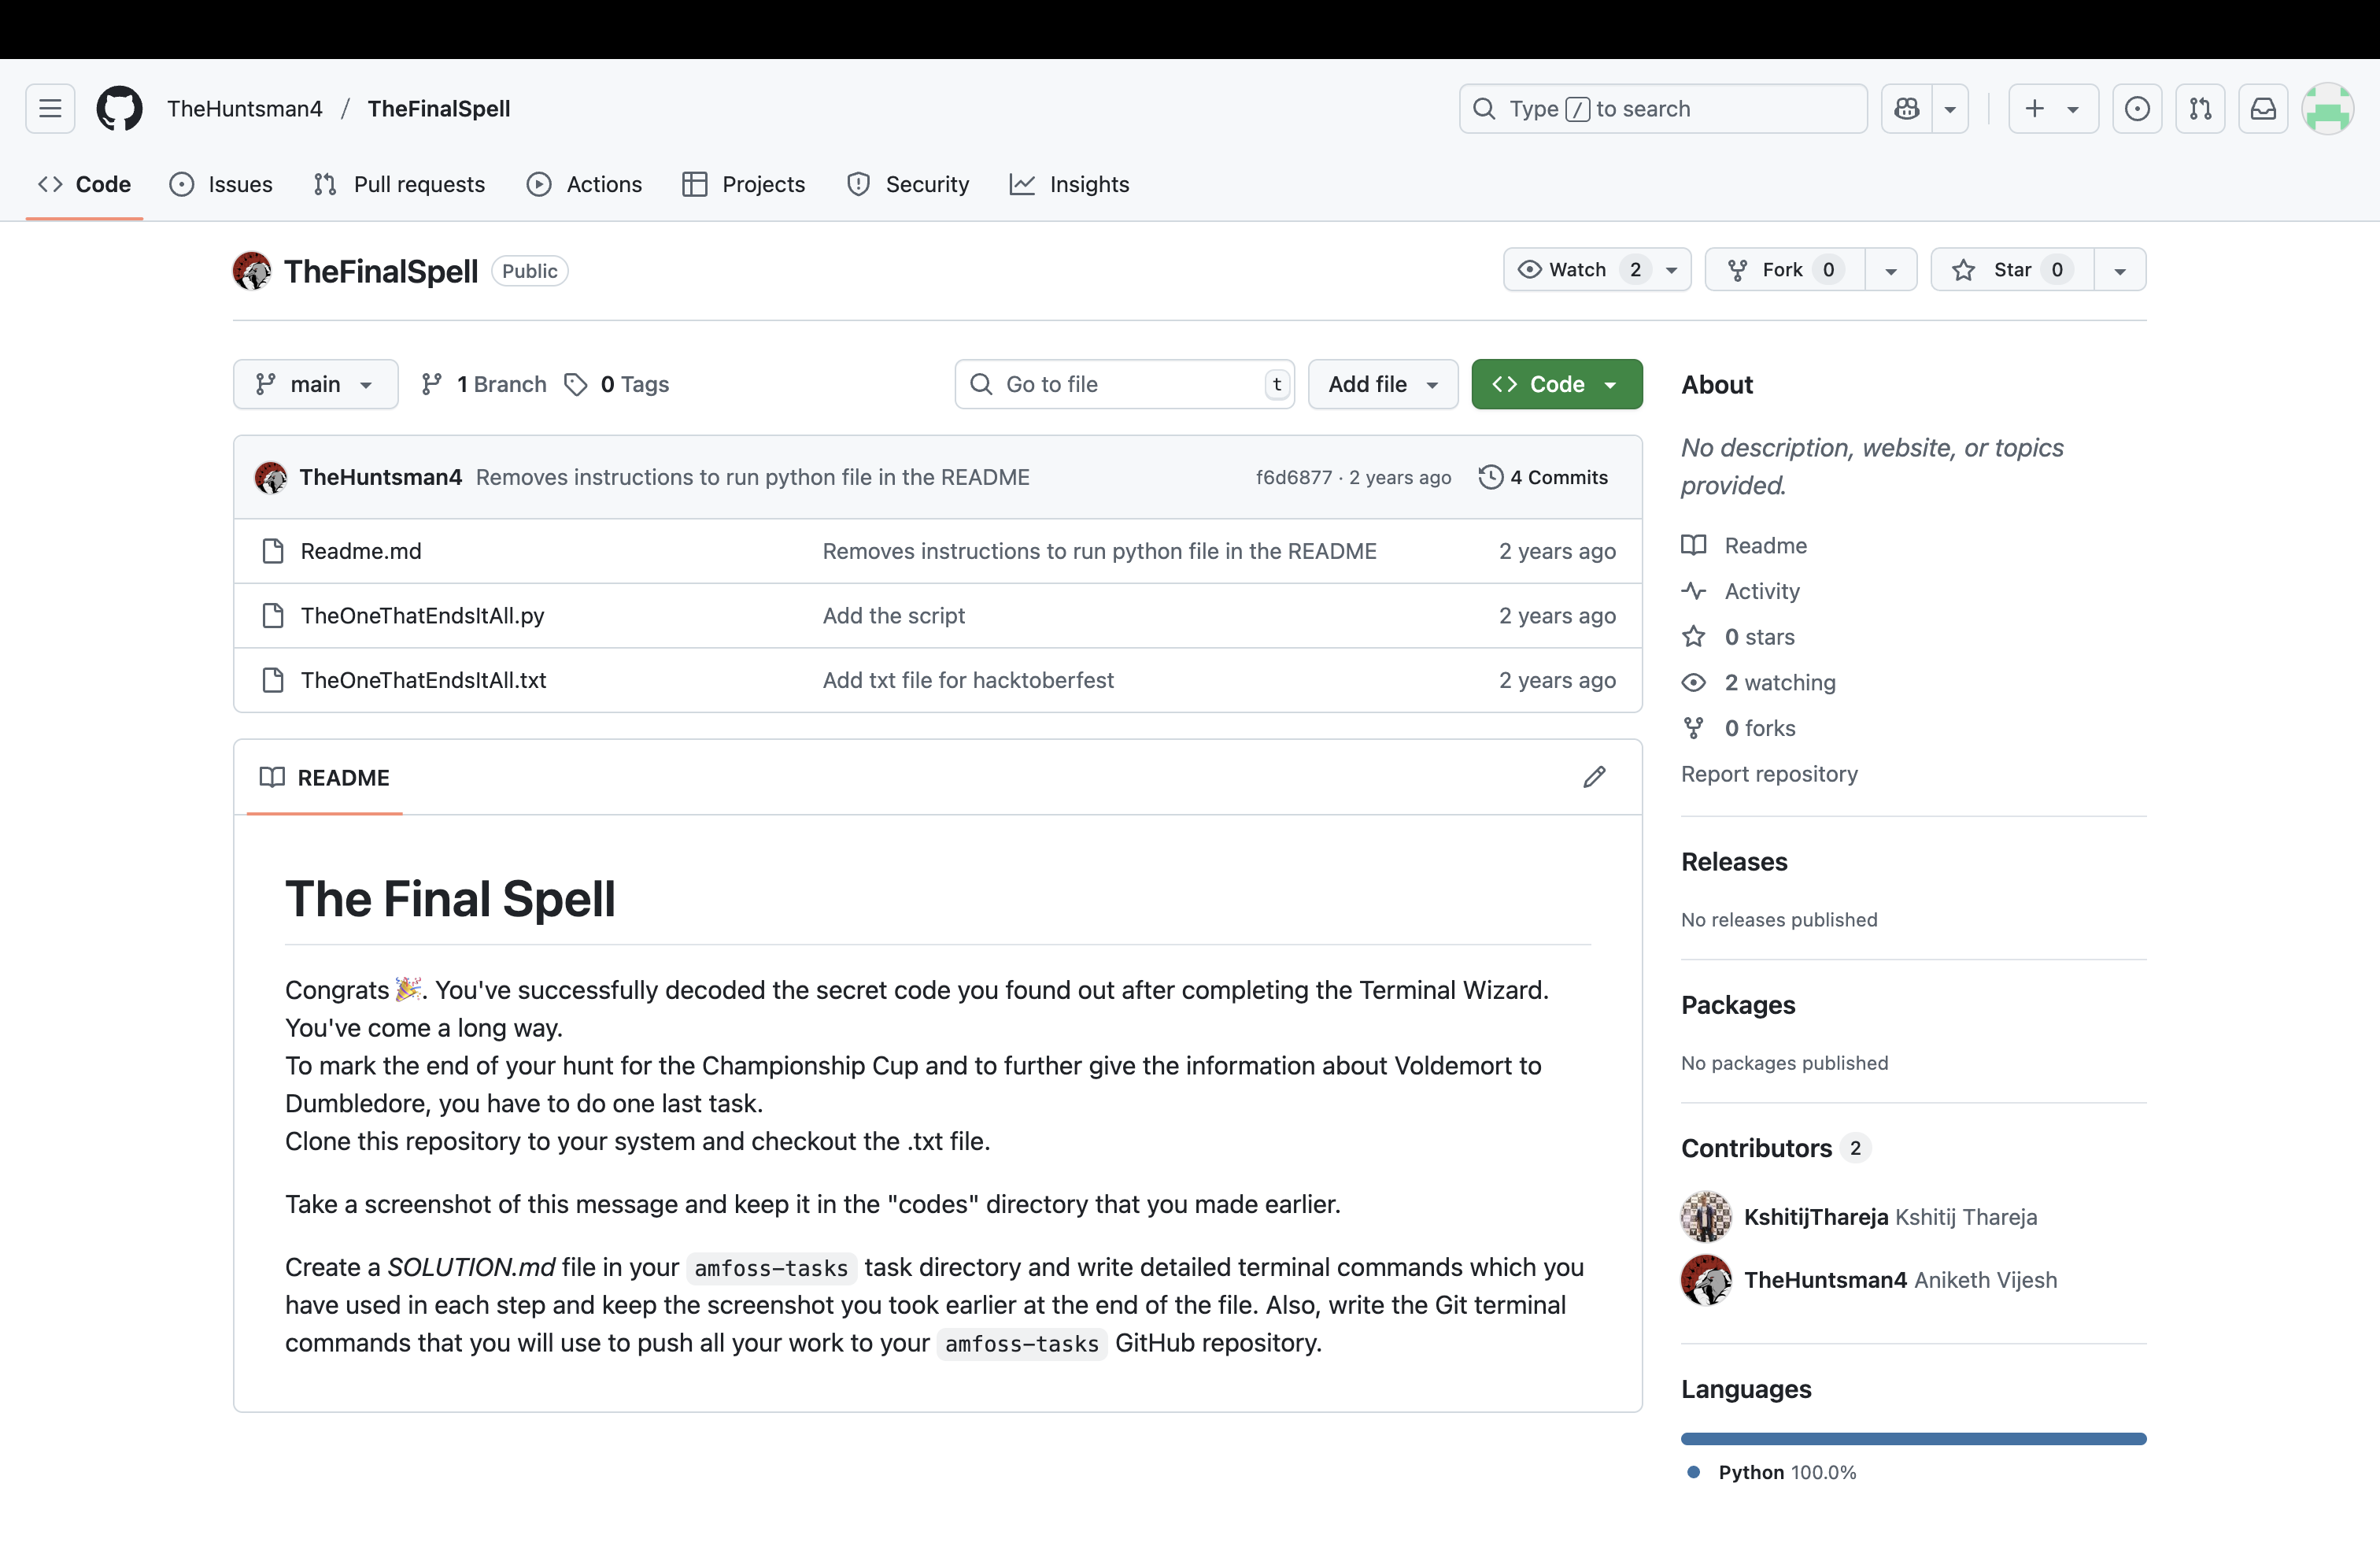 TheHuntsman4 / TheFinalSpell
Type / to search
Code Issues Pull requests Actions Projects Security Insights
TheFinalSpell Public
Watch 2 Fork 0 Star 0
main 1 Branch 0 Tags Go to file t Add file Code
TheHuntsman4 Removes instructions to run python file in the README f6d6877 · 2 years ago 4 Commits
Readme.md Removes instructions to run python file in the README 2 years ago
TheOneThatEndsItAll.py Add the script 2 years ago
TheOneThatEndsItAll.txt Add txt file for hacktoberfest 2 years ago
README
The Final Spell
Congrats 🎉. You've successfully decoded the secret code you found out after completing the Terminal Wizard.
You've come a long way.
To mark the end of your hunt for the Championship Cup and to further give the information about Voldemort to
Dumbledore, you have to do one last task.
Clone this repository to your system and checkout the .txt file.
Take a screenshot of this message and keep it in the "codes" directory that you made earlier.
Create a SOLUTION.md file in your amfoss-tasks task directory and write detailed terminal commands which you
have used in each step and keep the screenshot you took earlier at the end of the file. Also, write the Git terminal
commands that you will use to push all your work to your amfoss-tasks GitHub repository.
About
No description, website, or topics
provided.
Readme
Activity
0 stars
2 watching
0 forks
Report repository
Releases
No releases published
Packages
No packages published
Contributors 2
KshitijThareja Kshitij Thareja
TheHuntsman4 Aniketh Vijesh
Languages
Python 100.0%